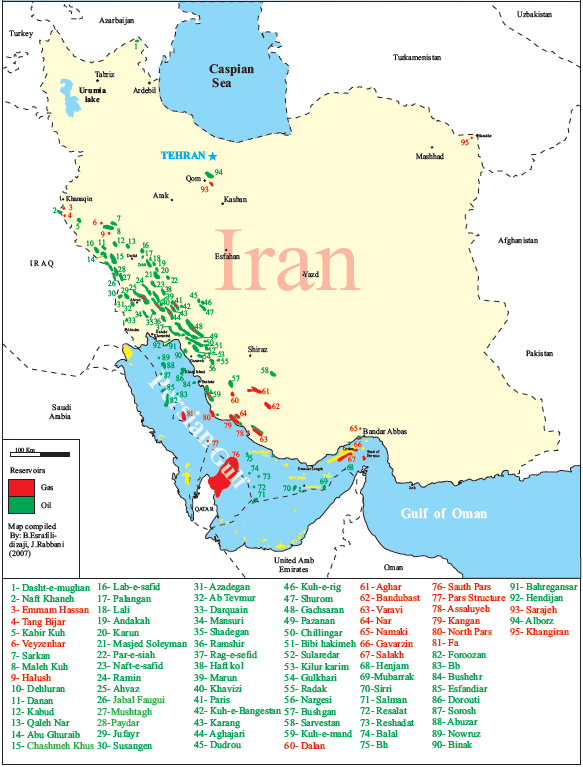 Azarbaijan
Uzbakistan
Turkey
Turkamenistan
Caspian
Sea
Tabriz
Urumia
lake
Ardebil
TEHRAN
Qom
Mashhad
Arak
Kashan
Khanaqin
Afghanistan
IRAQ
Esfahan
Iran
Yazd
Shiraz
Pakistan
Saudi
Arabia
Persian Gulf
Bandar Abbas
QATAR
Gulf of Oman
United Arab
Emirates
Oman
100 Km
Reservoirs
Gas
Oil
Map compiled
By: B.Esrafili-
dizaji, J.Rabbani
(2007)
1- Dasht-e-mughan
2- Naft Khaneh
3- Emmam Hassan
4- Tang Bijar
5- Kabir Kuh
6- Veyzenhar
7- Sarkan
8- Maleh Kuh
9- Halush
10- Dehluran
11- Danan
12- Kabud
13- Qaleh Nar
14- Abu Ghuraib
15- Chashmeh Khus
16- Lab-e-safid
17- Palangan
18- Lali
19- Andakah
20- Karun
21- Masjed Soleyman
22- Par-e-siah
23- Naft-e-safid
24- Ramin
25- Ahvaz
26- Jabal Faugui
27- Mushtagh
28- Paydar
29- Jufayr
30- Susangen
31- Azadegan
32- Ab Teymur
33- Darquain
34- Mansuri
35- Shadegan
36- Ramshir
37- Rag-e-sefid
38- Haft kol
39- Marun
40- Khavizi
41- Paris
42- Kuh-e-Bangestan
43- Karang
44- Aghajari
45- Dudrou
46- Kuh-e-rig
47- Shurom
48- Gachsaran
49- Pazanan
50- Chillingar
51- Bibi hakimeh
52- Sularedar
53- Kilur karim
54- Gulkhari
55- Radak
56- Nargesi
57- Bushgan
58- Sarvestan
59- Kuh-e-mand
60- Dalan
61- Aghar
62- Bandubast
63- Varavi
64- Nar
65- Namaki
66- Gavarzin
67- Salakh
68- Henjam
69-Mubarrak
70-Sirri
71- Salman
72- Resalat
73- Reshadat
74- Balal
75- Bh
76- Sauth Pars
77- Pars Structure
78- Assaluyeh
79- Kangan
80- North Pars
81- Fa
82- Foroozan
83- Bb
84- Bushehr
85- Esfandiar
86- Dorouti
87- Sorosh
88- Abuzar
89- Nowruz
90- Binak
91- Bahregansar
92- Hendijan
93- Sarajeh
94- Alborz
95- Khangiran